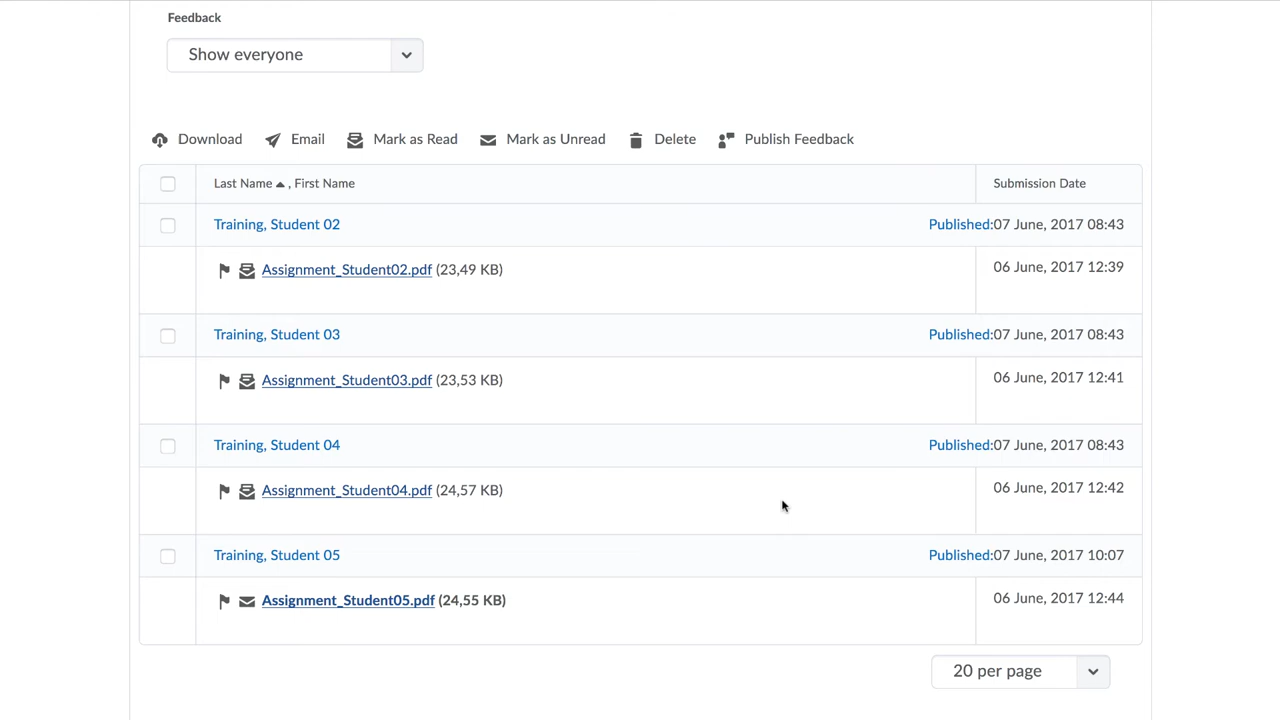 Feedback
Show everyone
Download Email Mark as Read Mark as Unread Delete Publish Feedback
Last Name , First Name Submission Date
Training, Student 02 Published:07 June, 2017 08:43
Assignment_Student02.pdf (23,49 KB) 06 June, 2017 12:39
Training, Student 03 Published:07 June, 2017 08:43
Assignment_Student03.pdf (23,53 KB) 06 June, 2017 12:41
Training, Student 04 Published:07 June, 2017 08:43
Assignment_Student04.pdf (24,57 KB) 06 June, 2017 12:42
Training, Student 05 Published:07 June, 2017 10:07
Assignment_Student05.pdf (24,55 KB) 06 June, 2017 12:44
20 per page